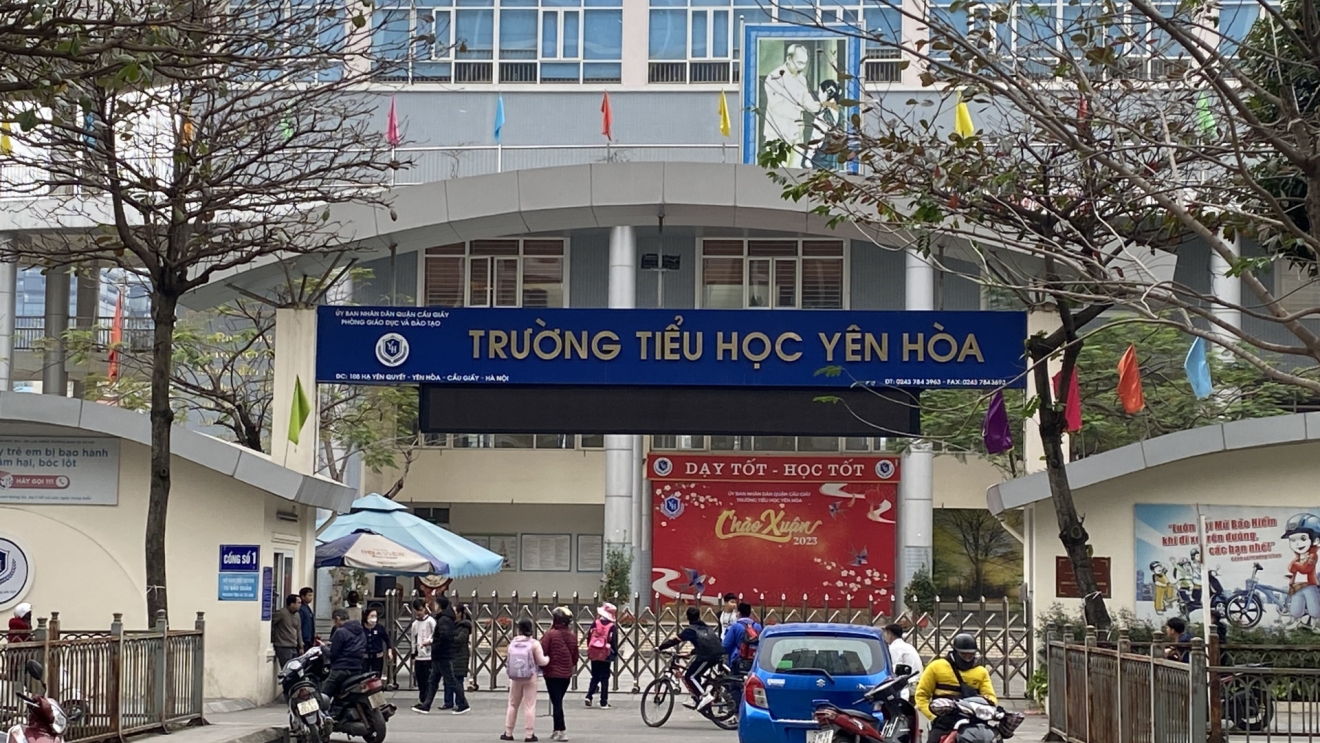 ỦY BAN NHÂN DÂN QUẬN CẦU GIẤY
PHÒNG GIÁO DỤC VÀ ĐÀO TẠO
YH
TRƯỜNG TIỂU HỌC YÊN HÒA
ĐC: 108 HẠ YÊN QUYẾT - YÊN HÒA - CẦU GIẤY - HÀ NỘI
ĐT: 0243 784 3963 - FAX:0243 7843692
trẻ em bị bạo hành
hại, bóc lột
HÃY GỌI 111
DẠY TỐT - HỌC TỐT
ỦY BAN NHÂN DÂN QUẬN CẦU GIẤY
TRƯỜNG TIỂU HỌC YÊN HÒA
YH
Chào Xuân
2023
CỔNG SỐ 1
"Luôn Mũ Bảo Hiểm
khi đi xe trên đường,
các bạn nhé!"